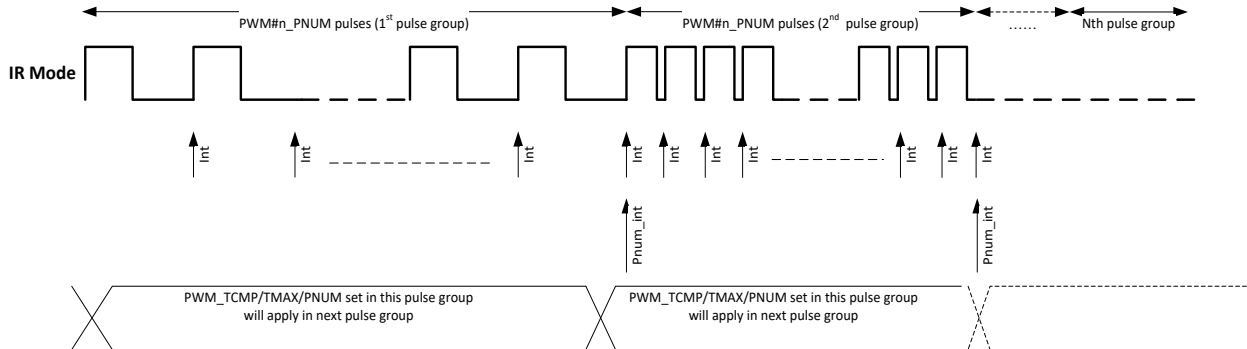 PWM#n_PNUM pulses (1st pulse group)
PWM#n_PNUM pulses (2nd pulse group)
......
Nth pulse group
IR Mode
Int
Int
Int
Int
Int
Int
Int
Int
Int
Int
Pnum_int
Pnum_int
PWM_TCMP/TMAX/PNUM set in this pulse group
will apply in next pulse group
PWM_TCMP/TMAX/PNUM set in this pulse group
will apply in next pulse group